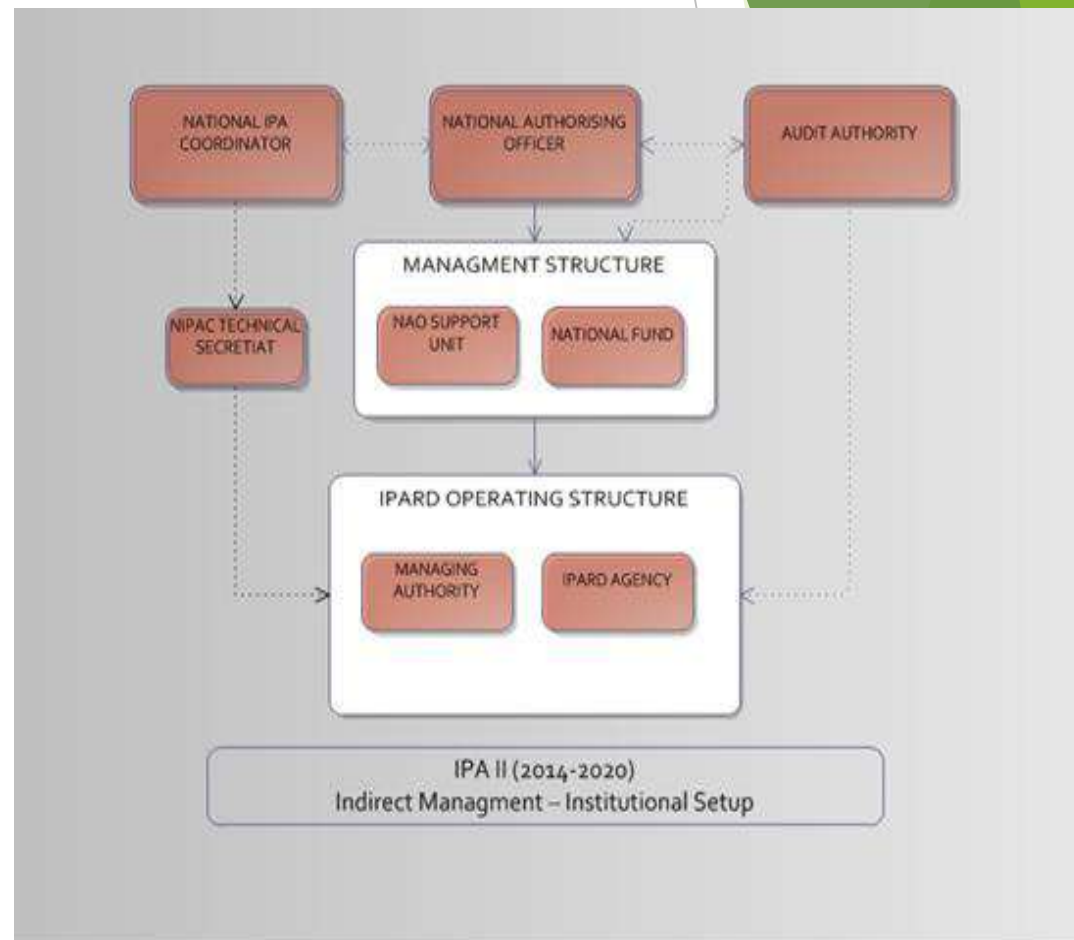 NATIONAL IPA
COORDINATOR
NATIONAL AUTHORISING
OFFICER
AUDIT AUTHORITY
MANAGMENT STRUCTURE
NAO SUPPORT
UNIT
NATIONAL FUND
NIPAC TECHNICAL
SECRETIAT
IPARD OPERATING STRUCTURE
MANAGING
AUTHORITY
IPARD AGENCY
IPA II (2014-2020)
Indirect Managment – Institutional Setup